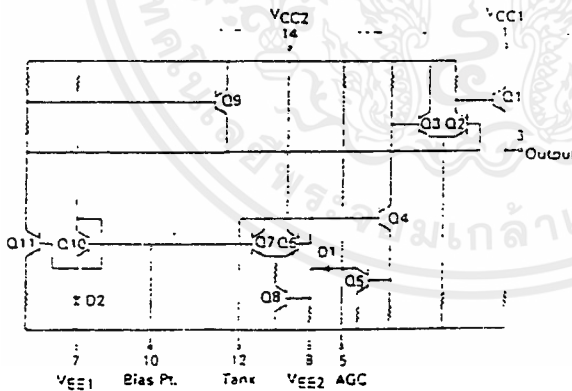 VCC2
14
VCC1
1
Q9
Q1
Q3 Q2
3
Output
Q4
Q11
Q10
Q7 Q6
D1
Q5
Q8
D2
7
10
12
8
5
VEE1
Bias Pt.
Tank
VEE2
AGC